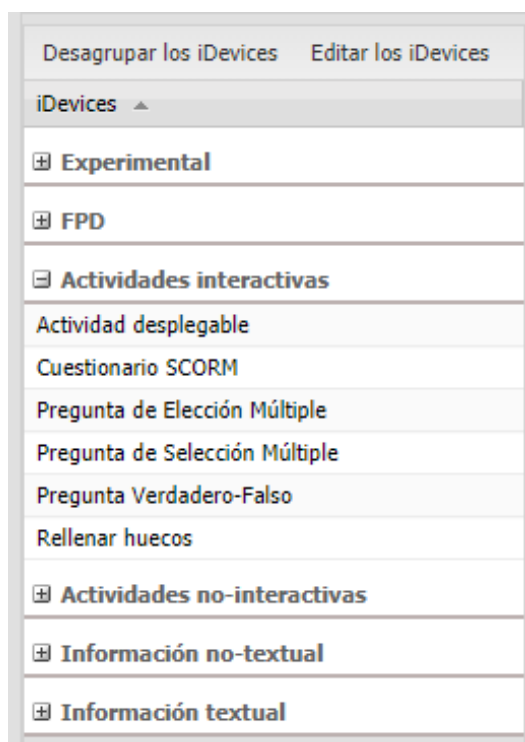 Desagrupar los iDevices Editar los iDevices
iDevices
Experimental
FPD
Actividades interactivas
Actividad desplegable
Cuestionario SCORM
Pregunta de Elección Múltiple
Pregunta de Selección Múltiple
Pregunta Verdadero-Falso
Rellenar huecos
Actividades no-interactivas
Información no-textual
Información textual